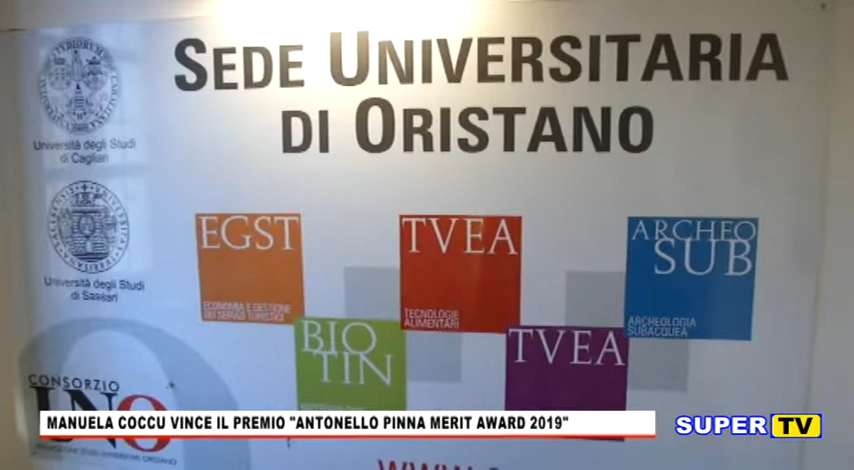 SEDE UNIVERSITARIA
DI ORISTANO
Università degli Studi
di Cagliari
Università degli Studi
di Sassari
EGST
ECONOMIA E GESTIONE
DEI SERVIZI TURISTICI
TVEA
TECNOLOGIE
ALIMENTARI
ARCHEO
SUB
ARCHEOLOGIA
SUBACQUEA
BIO
TIN
TVEA
CONSORZIO
UNO
MANUELA COCCU VINCE IL PREMIO "ANTONELLO PINNA MERIT AWARD 2019"
SUPER TV